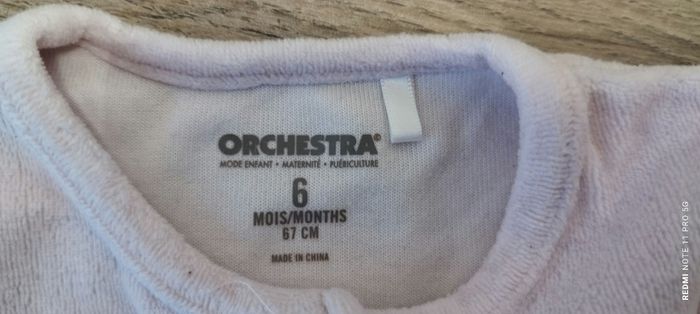 ORCHESTRA®
MODE ENFANT • MATERNITÉ • PUÉRICULTURE
6
MOIS/MONTHS
67 CM
MADE IN CHINA
REDMI NOTE 11 PRO 5G